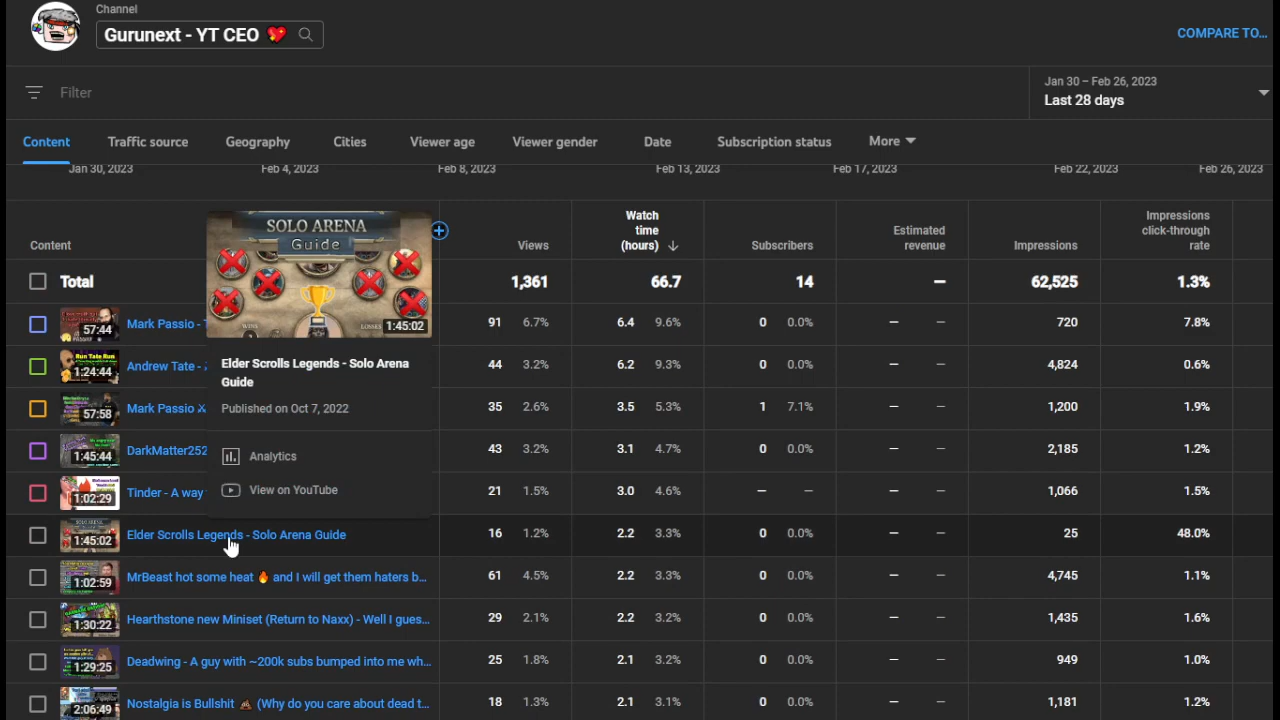 Channel
Gurunext - YT CEO 💖
COMPARE TO...
Filter
Jan 30 – Feb 26, 2023
Last 28 days
Content Traffic source Geography Cities Viewer age Viewer gender Date Subscription status More
Jan 30, 2023 Feb 4, 2023 Feb 8, 2023 Feb 13, 2023 Feb 17, 2023 Feb 22, 2023 Feb 26, 2023
Content Views Watch time (hours) Subscribers Estimated revenue Impressions Impressions click-through rate
SOLO ARENA
Guide
WINS LOSSES
1:45:02
Elder Scrolls Legends - Solo Arena
Guide
Published on Oct 7, 2022
Analytics
View on YouTube
Total 1,361 66.7 14 — 62,525 1.3%
57:44 Mark Passio - 91 6.7% 6.4 9.6% 0 0.0% — — 720 7.8%
1:24:44 Andrew Tate - 44 3.2% 6.2 9.3% 0 0.0% — — 4,824 0.6%
57:58 Mark Passio ⚔ 35 2.6% 3.5 5.3% 1 7.1% — — 1,200 1.9%
1:45:44 DarkMatter252 43 3.2% 3.1 4.7% 0 0.0% — — 2,185 1.2%
1:02:29 Tinder - A way 21 1.5% 3.0 4.6% — — — — 1,066 1.5%
1:45:02 Elder Scrolls Legends - Solo Arena Guide 16 1.2% 2.2 3.3% 0 0.0% — — 25 48.0%
1:02:59 MrBeast hot some heat 🔥 and I will get them haters b... 61 4.5% 2.2 3.3% 0 0.0% — — 4,745 1.1%
1:30:22 Hearthstone new Miniset (Return to Naxx) - Well I gues... 29 2.1% 2.2 3.2% 0 0.0% — — 1,435 1.6%
1:29:25 Deadwing - A guy with ~200k subs bumped into me wh... 25 1.8% 2.1 3.2% 0 0.0% — — 949 1.0%
2:06:49 Nostalgia is Bullshit 💩 (Why do you care about dead t... 18 1.3% 2.1 3.1% 0 0.0% — — 1,181 1.2%